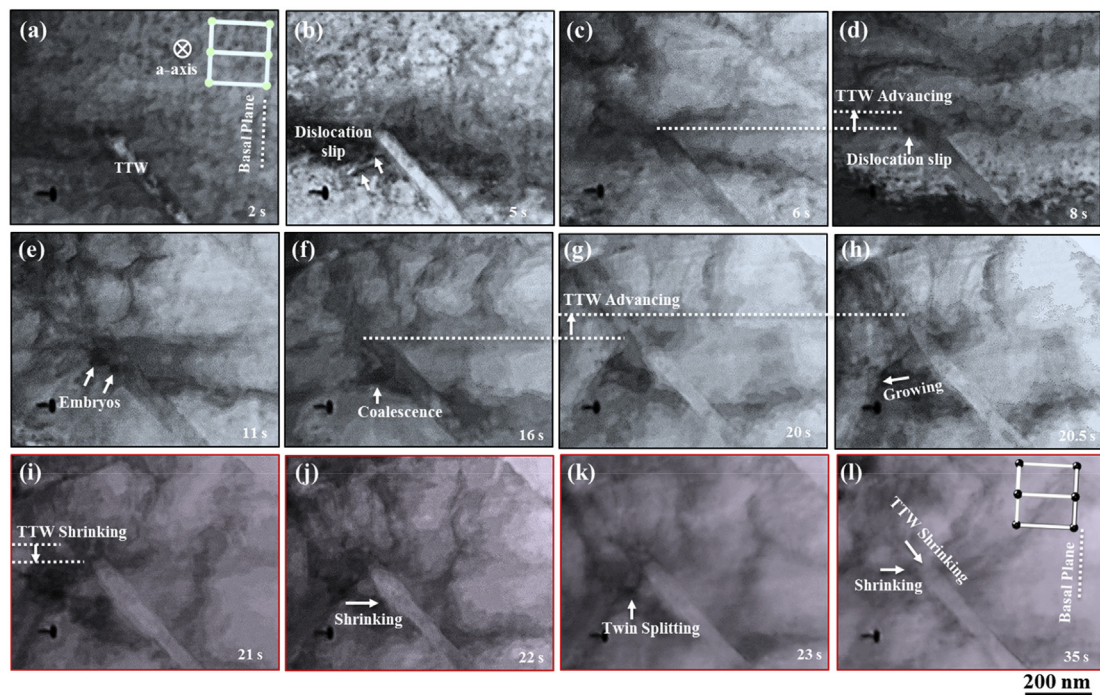 (a)
a-axis
Basal Plane
TTW
2 s
(b)
Dislocation
slip
5 s
(c)
6 s
(d)
TTW Advancing
Dislocation slip
8 s
(e)
Embryos
11 s
(f)
Coalescence
16 s
(g)
TTW Advancing
20 s
(h)
Growing
20.5 s
(i)
TTW Shrinking
21 s
(j)
Shrinking
22 s
(k)
Twin Splitting
23 s
(l)
TTW Shrinking
Shrinking
Basal Plane
35 s
200 nm